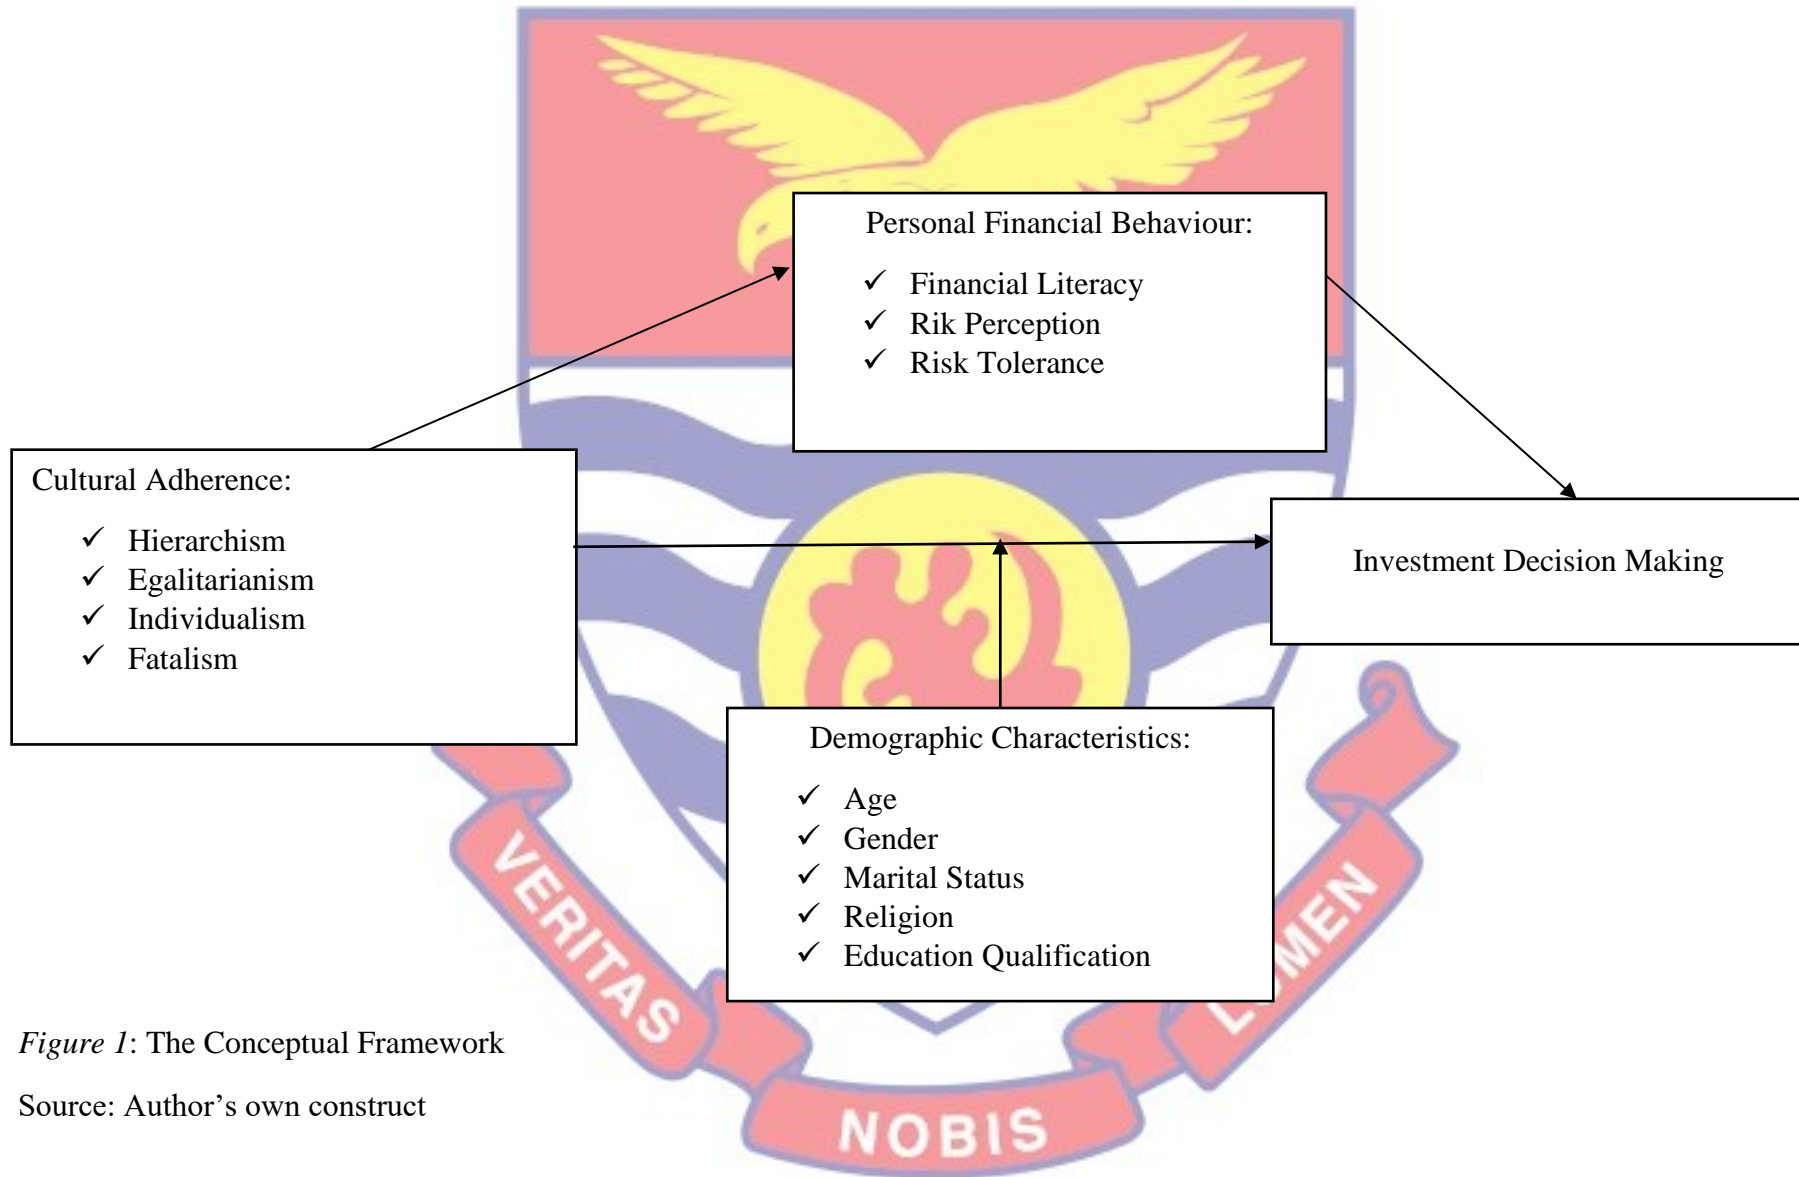 Personal Financial Behaviour:
✓ Financial Literacy
✓ Rik Perception
✓ Risk Tolerance
Cultural Adherence:
✓ Hierarchism
✓ Egalitarianism
✓ Individualism
✓ Fatalism
Investment Decision Making
Demographic Characteristics:
✓ Age
✓ Gender
✓ Marital Status
✓ Religion
✓ Education Qualification
Figure 1: The Conceptual Framework
Source: Author’s own construct
VERITAS
NOBIS
LUMEN